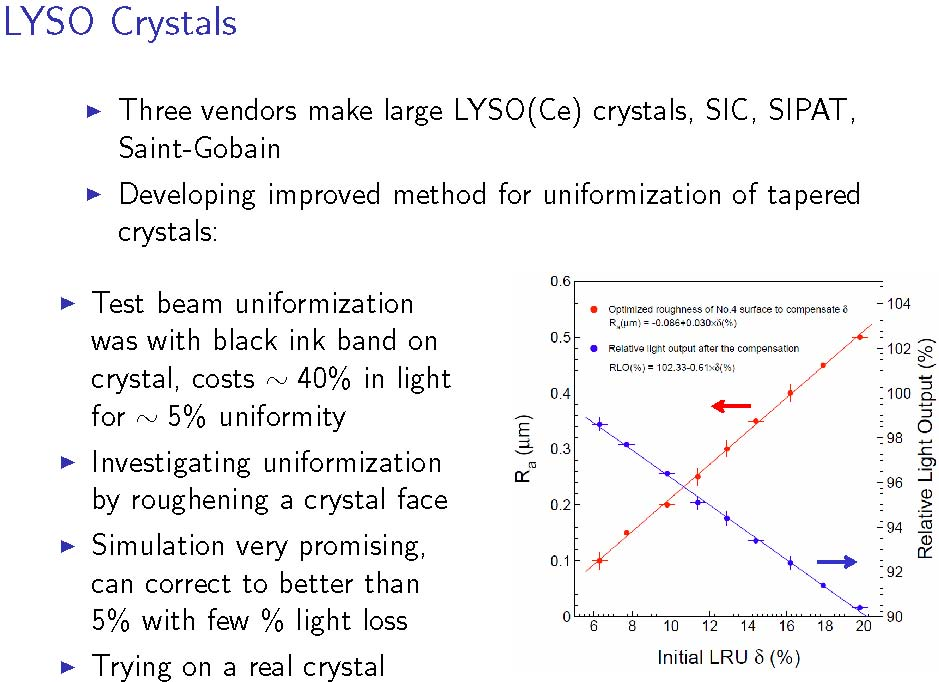 LYSO Crystals
Three vendors make large LYSO(Ce) crystals, SIC, SIPAT,
Saint-Gobain
Developing improved method for uniformization of tapered
crystals:
Test beam uniformization
was with black ink band on
crystal, costs ∼ 40% in light
for ∼ 5% uniformity
Investigating uniformization
by roughening a crystal face
Simulation very promising,
can correct to better than
5% with few % light loss
Trying on a real crystal
Optimized roughness of No.4 surface to compensate δ
Rₐ(μm) = -0.086+0.030×δ(%)
Relative light output after the compensation
RLO(%) = 102.33-0.61×δ(%)
Rₐ (μm)
0.6
0.5
0.4
0.3
0.2
0.1
0
104
102
100
98
96
94
92
90
Relative Light Output (%)
6 8 10 12 14 16 18 20
Initial LRU δ (%)